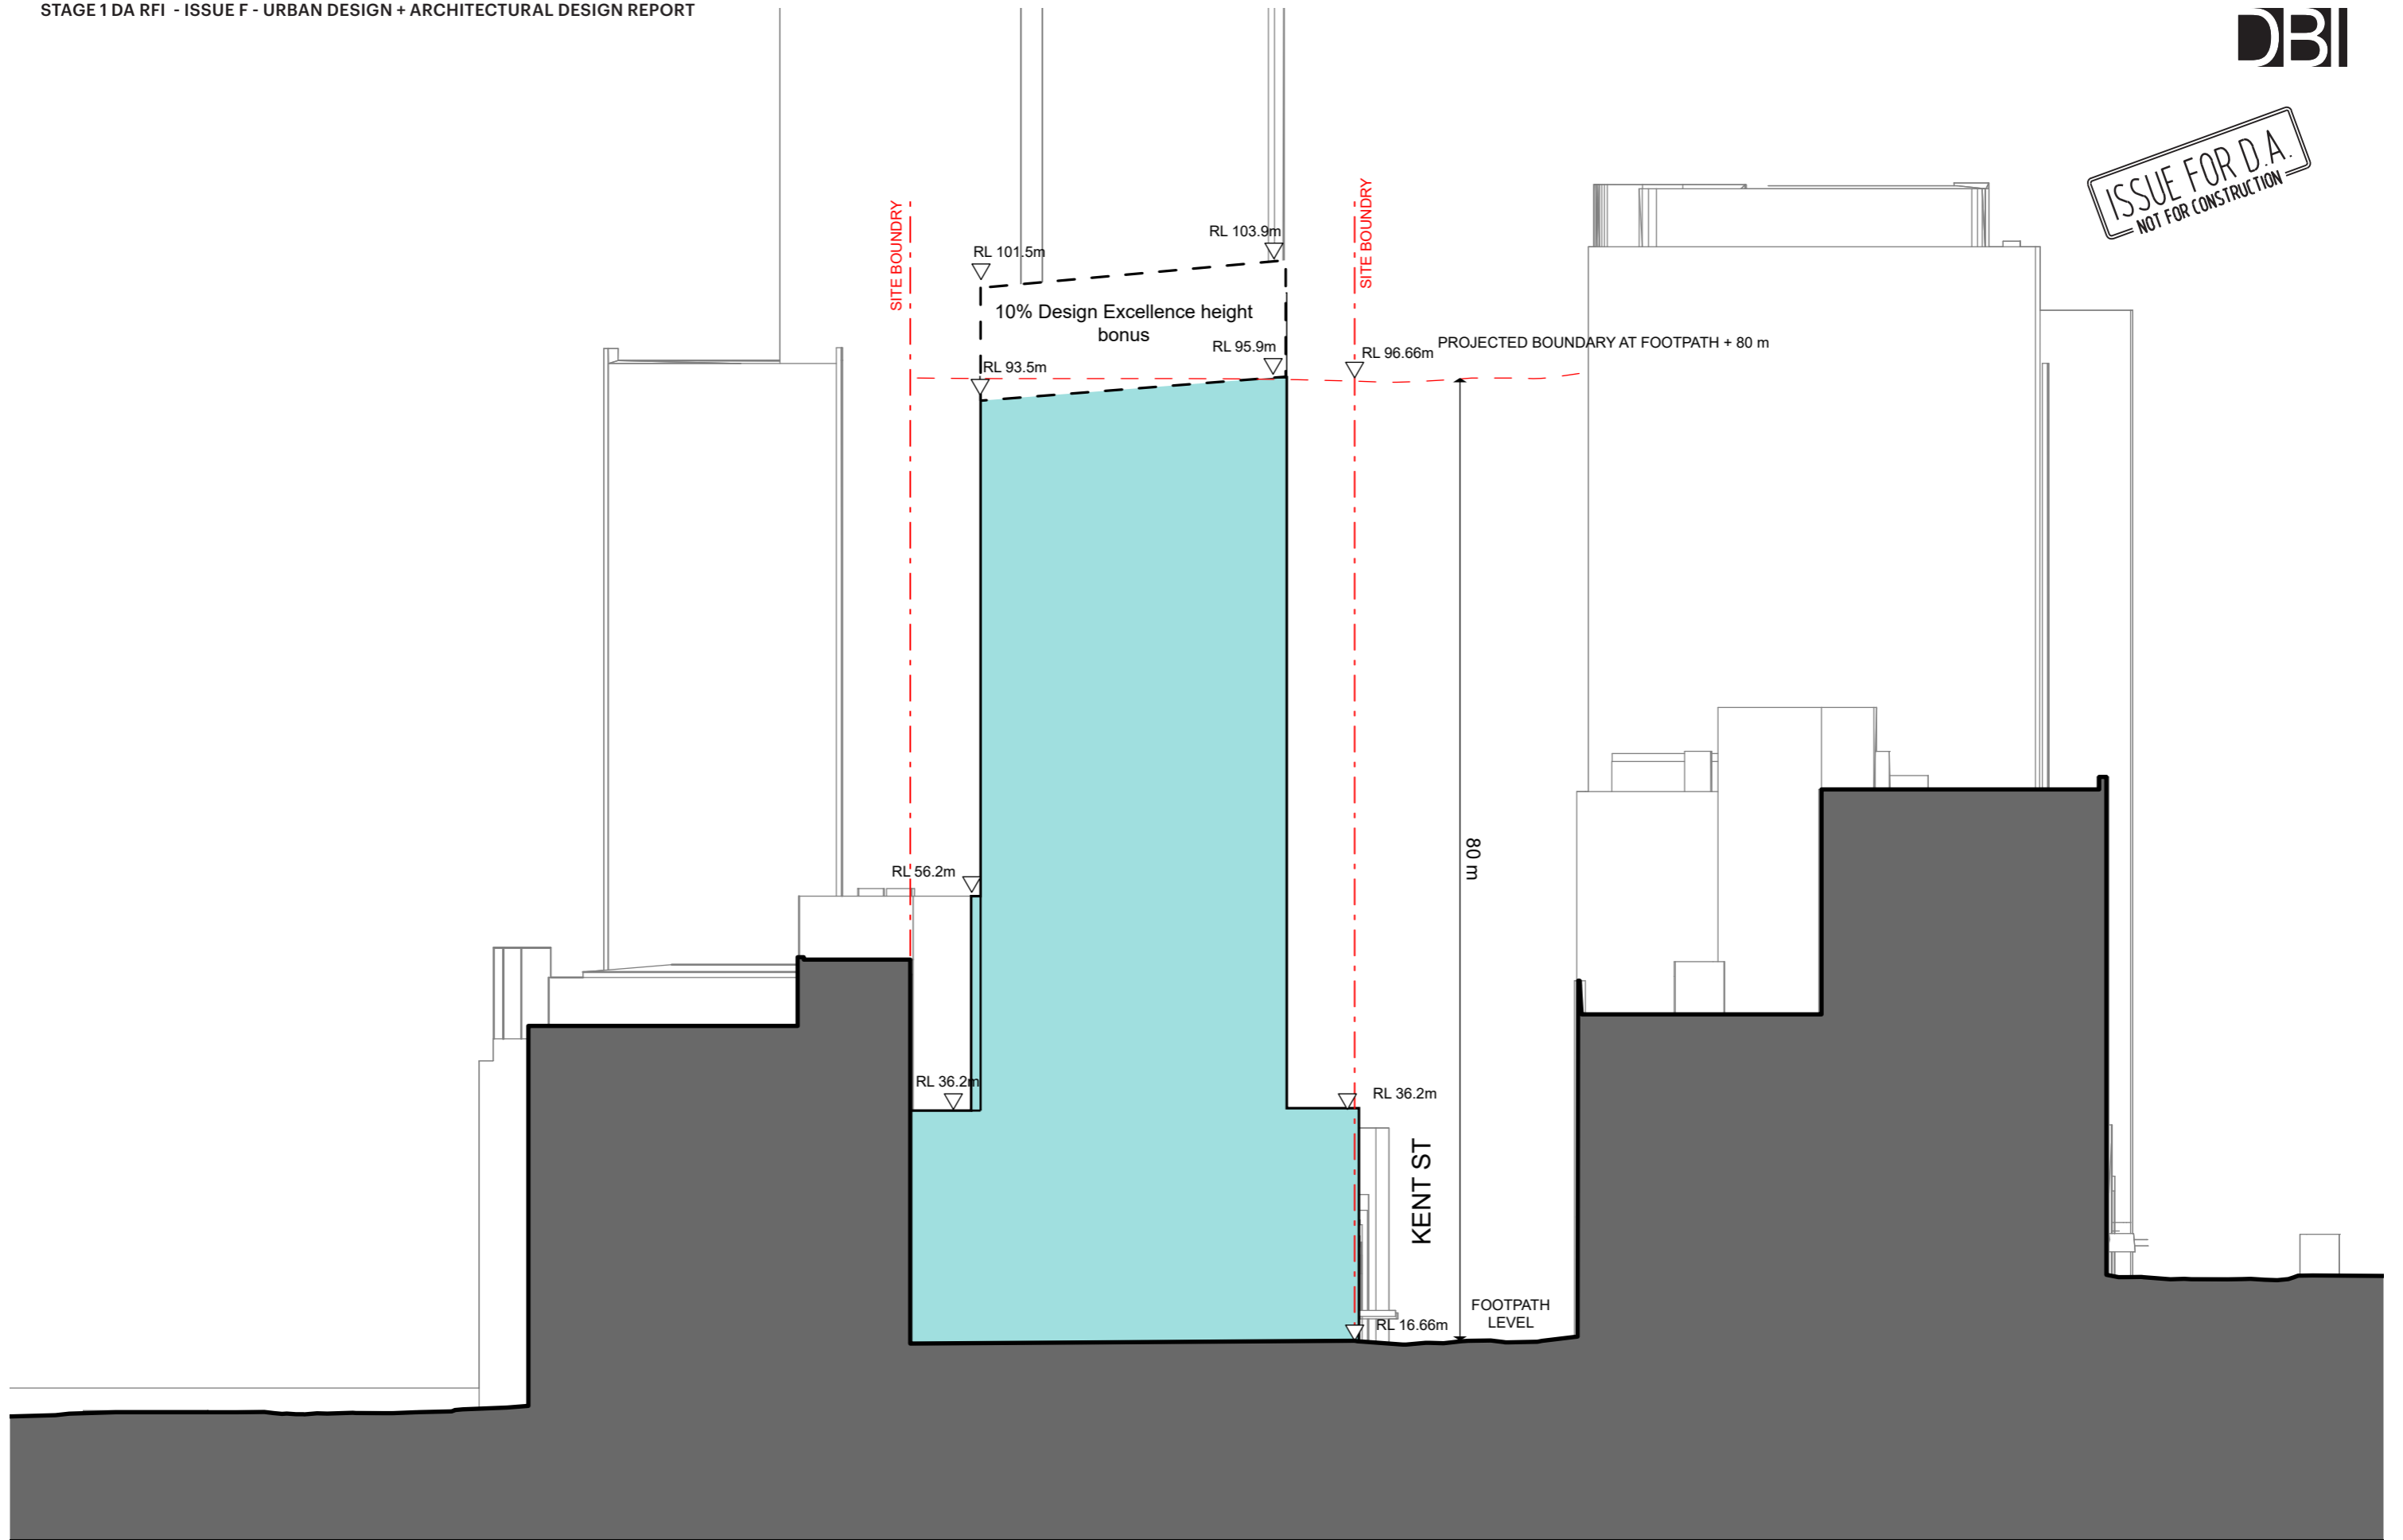 STAGE 1 DA RFI - ISSUE F - URBAN DESIGN + ARCHITECTURAL DESIGN REPORT
DBI
ISSUE FOR D.A.
NOT FOR CONSTRUCTION
SITE BOUNDRY
SITE BOUNDRY
RL 103.9m
RL 101.5m
10% Design Excellence height
bonus
RL 95.9m
RL 96.66m
PROJECTED BOUNDARY AT FOOTPATH + 80 m
RL 93.5m
80 m
RL 56.2m
RL 36.2m
RL 36.2m
KENT ST
FOOTPATH
LEVEL
RL 16.66m